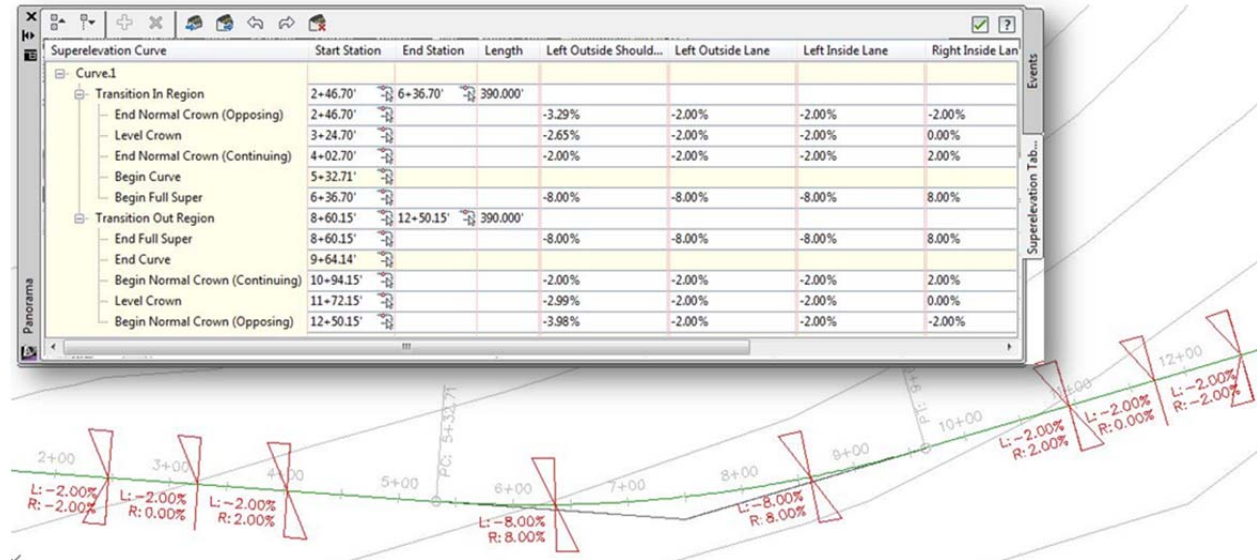 Superelevation Curve Start Station End Station Length Left Outside Should... Left Outside Lane Left Inside Lane Right Inside Lan
Curve.1
Transition In Region 2+46.70' 6+36.70' 390.000'
End Normal Crown (Opposing) 2+46.70' -3.29% -2.00% -2.00% -2.00%
Level Crown 3+24.70' -2.65% -2.00% -2.00% 0.00%
End Normal Crown (Continuing) 4+02.70' -2.00% -2.00% -2.00% 2.00%
Begin Curve 5+32.71'
Begin Full Super 6+36.70' -8.00% -8.00% -8.00% 8.00%
Transition Out Region 8+60.15' 12+50.15' 390.000'
End Full Super 8+60.15' -8.00% -8.00% -8.00% 8.00%
End Curve 9+64.14'
Begin Normal Crown (Continuing) 10+94.15' -2.00% -2.00% -2.00% 2.00%
Level Crown 11+72.15' -2.99% -2.00% -2.00% 0.00%
Begin Normal Crown (Opposing) 12+50.15' -3.98% -2.00% -2.00% -2.00%
Events
Superelevation Tab...
Panorama
2+00
3+00
4+00
5+00
6+00
7+00
8+00
9+00
10+00
12+00
PC: 5+32.71
L:-2.00%
R:-2.00%
L:-2.00%
R:0.00%
L:-2.00%
R:2.00%
L:-8.00%
R:8.00%
L:-8.00%
R:8.00%
L:-2.00%
R:2.00%
L:-2.00%
R:0.00%
L:-2.00%
R:-2.00%